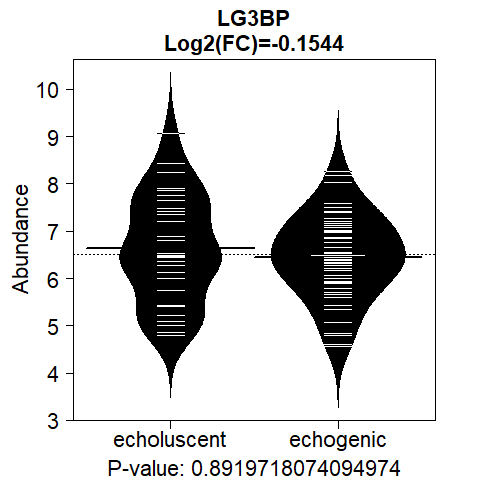 LG3BP
Log2(FC)=-0.1544
Abundance
10
9
8
7
6
5
4
3
echoluscent
echogenic
P-value: 0.8919718074094974